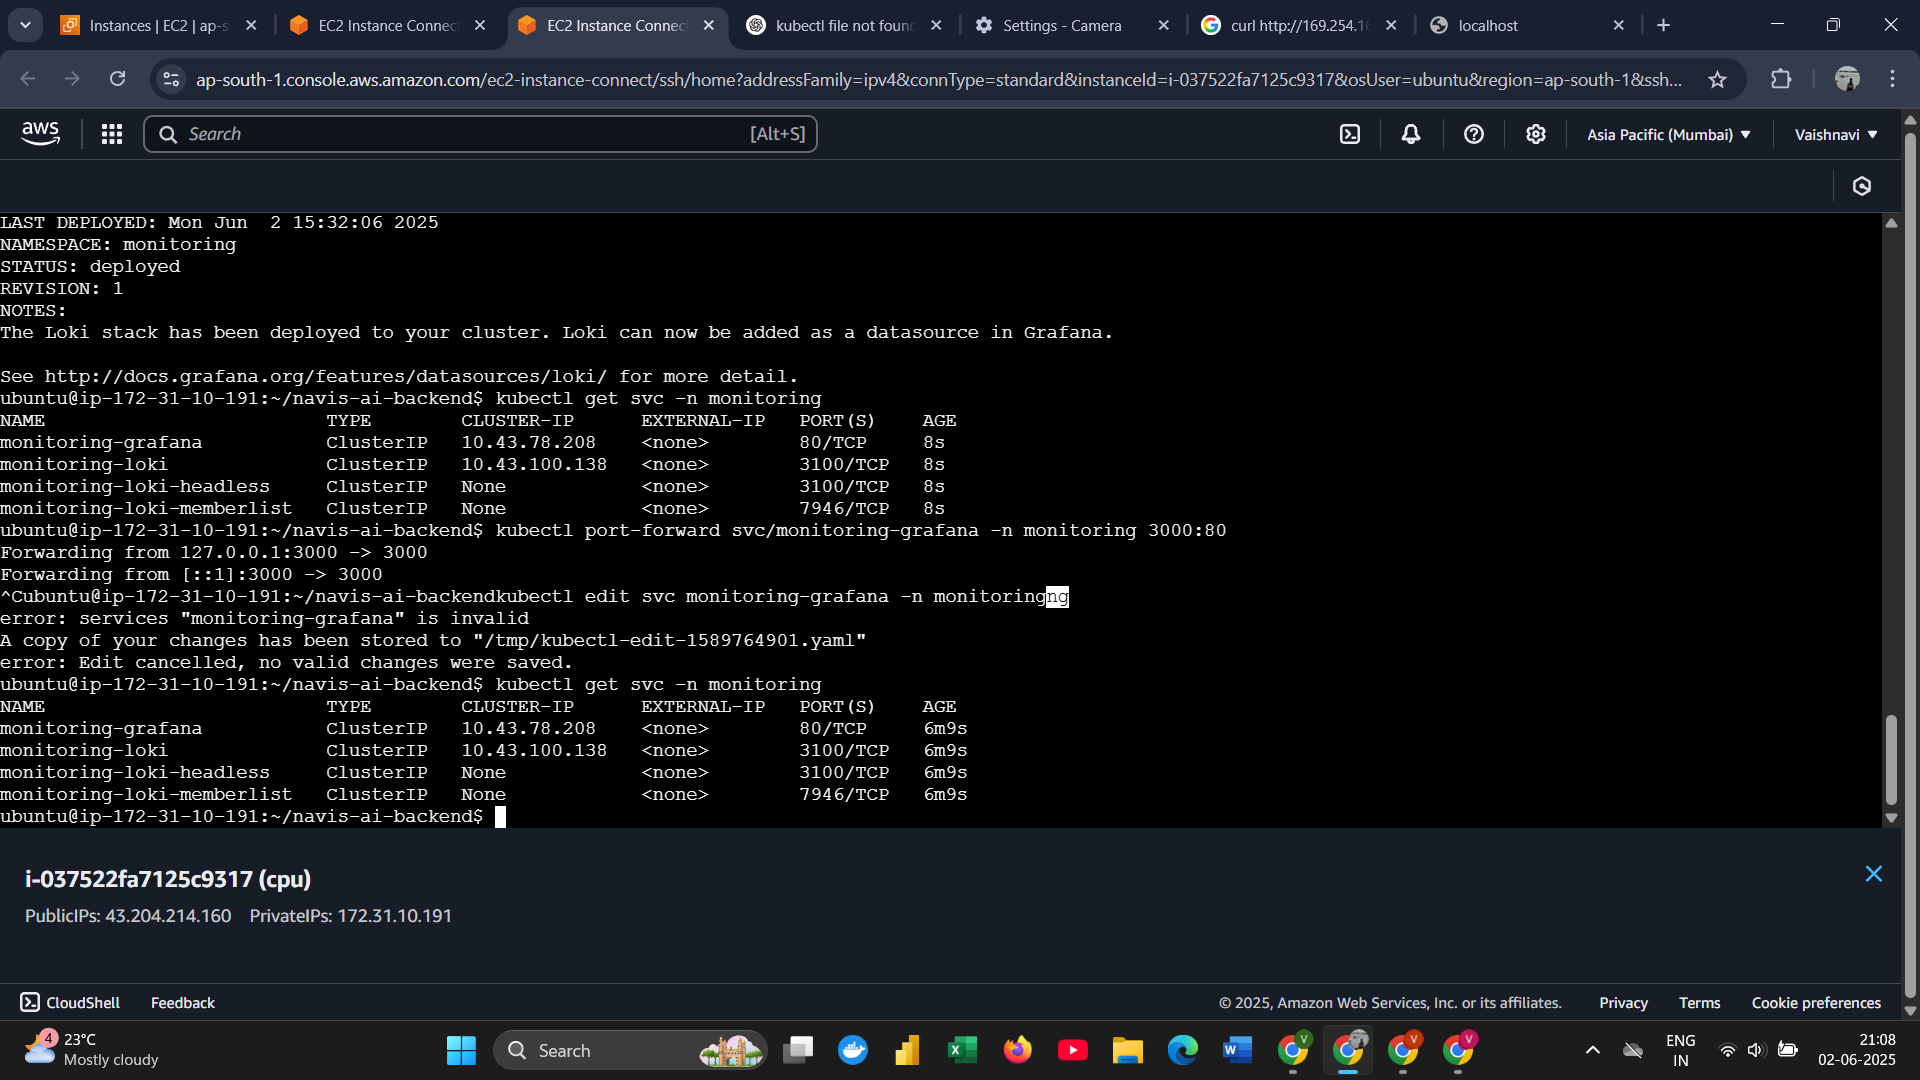 Instances | EC2 | ap-s
EC2 Instance Connec
EC2 Instance Connec
kubectl file not foun
Settings - Camera
curl http://169.254.16
localhost
ap-south-1.console.aws.amazon.com/ec2-instance-connect/ssh/home?addressFamily=ipv4&connType=standard&instanceId=i-037522fa7125c9317&osUser=ubuntu&region=ap-south-1&ssh...
aws
Search
[Alt+S]
Asia Pacific (Mumbai)
Vaishnavi
LAST DEPLOYED: Mon Jun  2 15:32:06 2025
NAMESPACE: monitoring
STATUS: deployed
REVISION: 1
NOTES:
The Loki stack has been deployed to your cluster. Loki can now be added as a datasource in Grafana.
See http://docs.grafana.org/features/datasources/loki/ for more detail.
ubuntu@ip-172-31-10-191:~/navis-ai-backend$ kubectl get svc -n monitoring
NAME                         TYPE        CLUSTER-IP      EXTERNAL-IP   PORT(S)    AGE
monitoring-grafana           ClusterIP   10.43.78.208    <none>        80/TCP     8s
monitoring-loki              ClusterIP   10.43.100.138   <none>        3100/TCP   8s
monitoring-loki-headless     ClusterIP   None            <none>        3100/TCP   8s
monitoring-loki-memberlist   ClusterIP   None            <none>        7946/TCP   8s
ubuntu@ip-172-31-10-191:~/navis-ai-backend$ kubectl port-forward svc/monitoring-grafana -n monitoring 3000:80
Forwarding from 127.0.0.1:3000 -> 3000
Forwarding from [::1]:3000 -> 3000
^Cubuntu@ip-172-31-10-191:~/navis-ai-backendkubectl edit svc monitoring-grafana -n monitoringng
error: services "monitoring-grafana" is invalid
A copy of your changes has been stored to "/tmp/kubectl-edit-1589764901.yaml"
error: Edit cancelled, no valid changes were saved.
ubuntu@ip-172-31-10-191:~/navis-ai-backend$ kubectl get svc -n monitoring
NAME                         TYPE        CLUSTER-IP      EXTERNAL-IP   PORT(S)    AGE
monitoring-grafana           ClusterIP   10.43.78.208    <none>        80/TCP     6m9s
monitoring-loki              ClusterIP   10.43.100.138   <none>        3100/TCP   6m9s
monitoring-loki-headless     ClusterIP   None            <none>        3100/TCP   6m9s
monitoring-loki-memberlist   ClusterIP   None            <none>        7946/TCP   6m9s
ubuntu@ip-172-31-10-191:~/navis-ai-backend$
i-037522fa7125c9317 (cpu)
PublicIPs: 43.204.214.160 PrivateIPs: 172.31.10.191
CloudShell
Feedback
© 2025, Amazon Web Services, Inc. or its affiliates.
Privacy
Terms
Cookie preferences
4
23°C
Mostly cloudy
Search
V
V
V
ENG
IN
21:08
02-06-2025